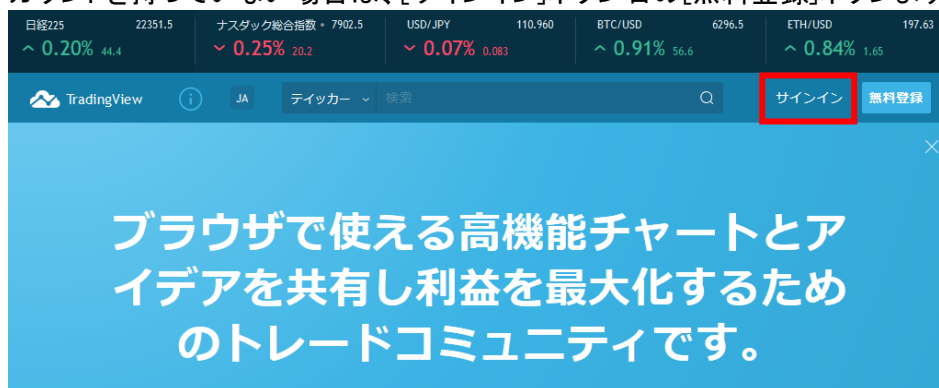 日経225 22351.5 ナスダック総合指数 7902.5 USD/JPY 110.960 BTC/USD 6296.5 ETH/USD 197.63
0.20% 44.4 0.25% 20.2 0.07% 0.083 0.91% 56.6 0.84% 1.65
TradingView JA ティッカー 検索 サインイン 無料登録
ブラウザで使える高機能チャートとア
イデアを共有し利益を最大化するため
のトレードコミュニティです。